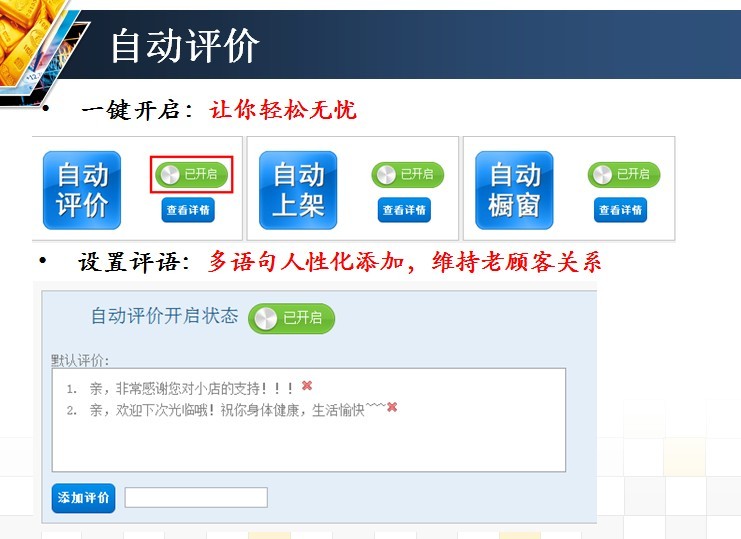 自动评价
• 一键开启：让你轻松无忧
自动评价 已开启 查看详情
自动上架 已开启 查看详情
自动橱窗 已开启 查看详情
• 设置评语：多语句人性化添加，维持老顾客关系
自动评价开启状态 已开启
默认评价:
1. 亲，非常感谢您对小店的支持！！！
2. 亲，欢迎下次光临哦！祝你身体健康，生活愉快~~~
添加评价